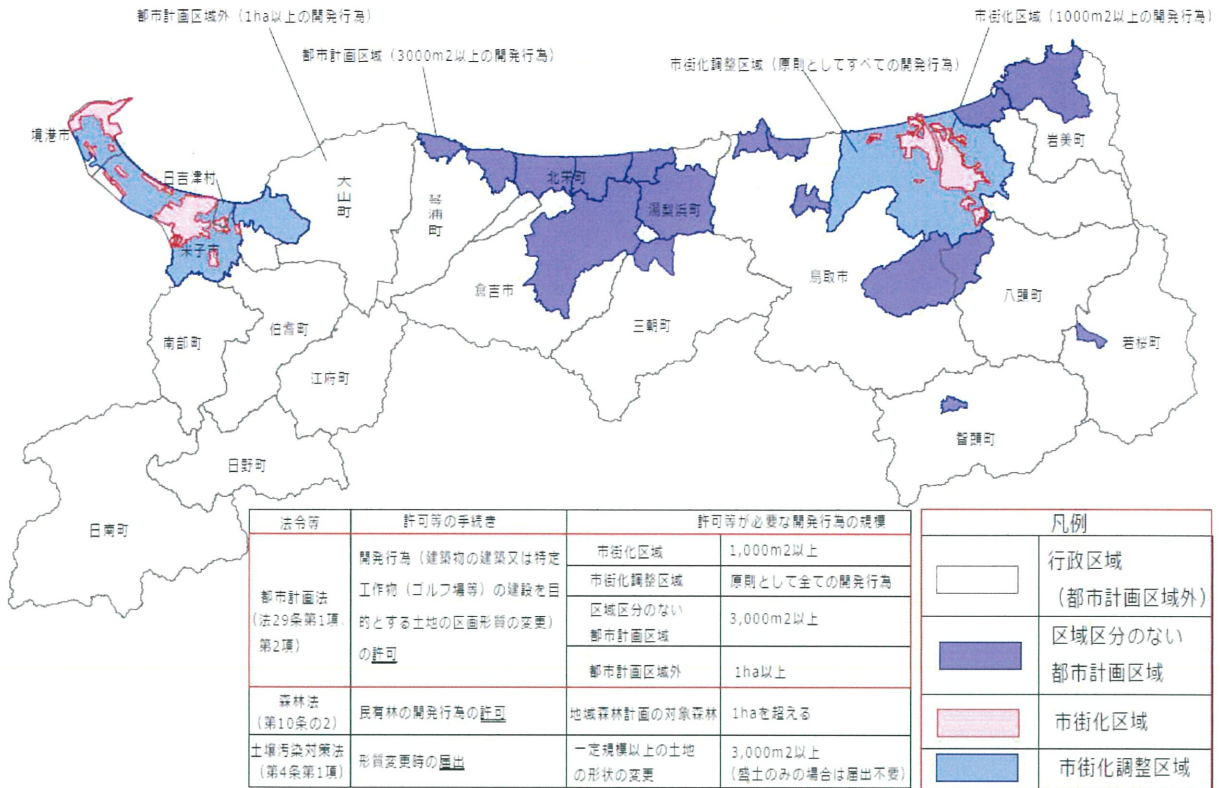 都市計画区域外（1ha以上の開発行為）
市街化区域（1000m2以上の開発行為）
都市計画区域（3000m2以上の開発行為）
市街化調整区域（原則としてすべての開発行為）
境港市
日吉津村
米子市
大山町
琴浦町
北栄町
湯梨浜町
倉吉市
三朝町
鳥取市
岩美町
八頭町
若桜町
智頭町
南部町
伯耆町
江府町
日野町
日南町
法令等
許可等の手続き
許可等が必要な開発行為の規模
都市計画法
(法29条第1項、
第2項)
開発行為（建築物の建築又は特定
工作物（ゴルフ場等）の建設を目
的とする土地の区画形質の変更）
の許可
市街化区域
1,000m2以上
市街化調整区域
原則として全ての開発行為
区域区分のない
都市計画区域
3,000m2以上
都市計画区域外
1ha以上
森林法
(第10条の2)
民有林の開発行為の許可
地域森林計画の対象森林
1haを超える
土壌汚染対策法
(第4条第1項)
形質変更時の届出
一定規模以上の土地
の形状の変更
3,000m2以上
(盛土のみの場合は届出不要)
凡例
行政区域
（都市計画区域外）
区域区分のない
都市計画区域
市街化区域
市街化調整区域